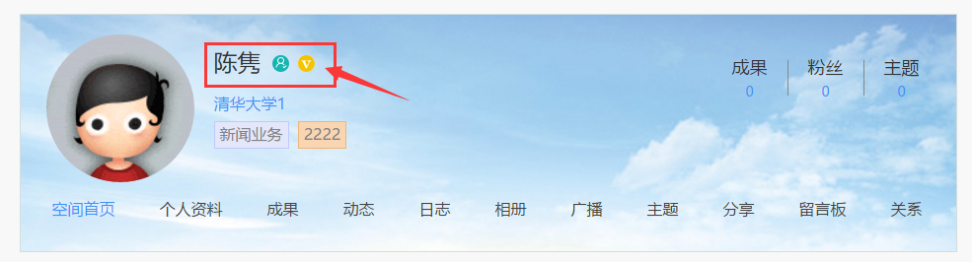 陈隽 V
成果 粉丝 主题
0 0 0
清华大学1
新闻业务 2222
空间首页 个人资料 成果 动态 日志 相册 广播 主题 分享 留言板 关系